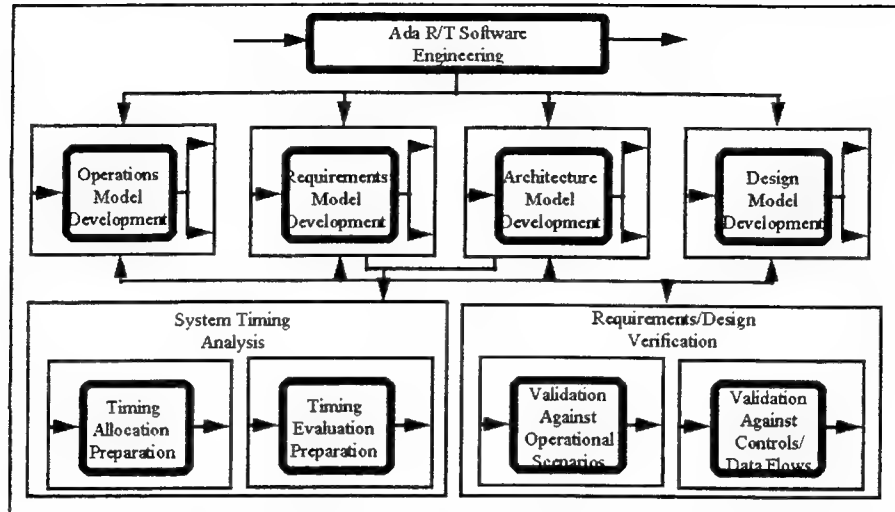 Ada R/T Software
Engineering
Operations
Model
Development
Requirements
Model
Development
Architecture
Model
Development
Design
Model
Development
System Timing
Analysis
Requirements/Design
Verification
Timing
Allocation
Preparation
Timing
Evaluation
Preparation
Validation
Against
Operational
Scenarios
Validation
Against
Controls/
Data Flows